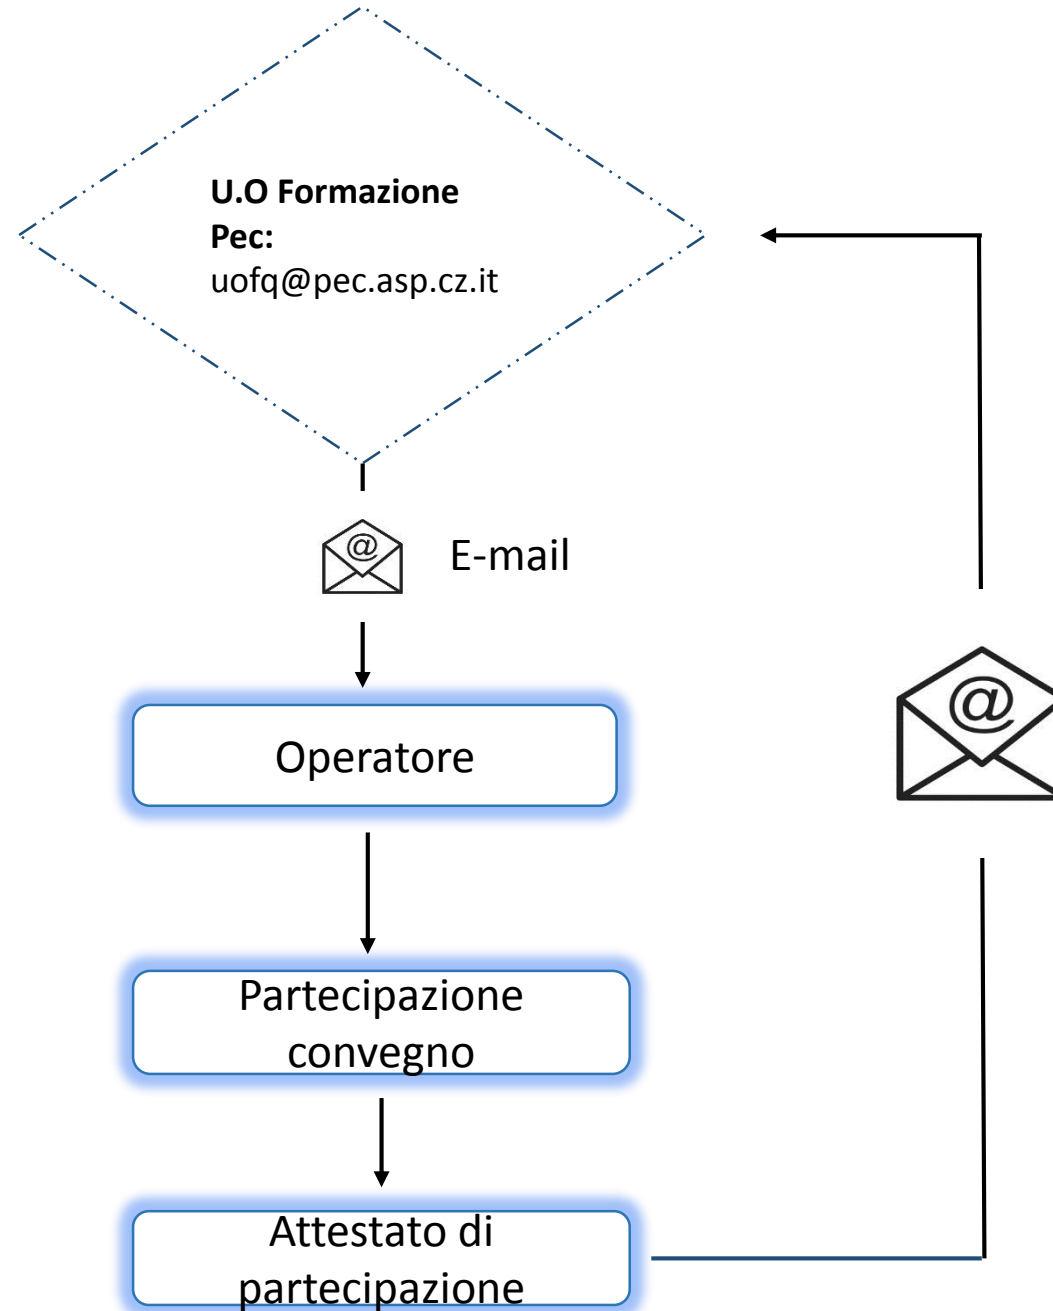 U.O Formazione
Pec:
uofq@pec.asp.cz.it
@
E-mail
Operatore
@
Partecipazione
convegno
Attestato di
partecipazione